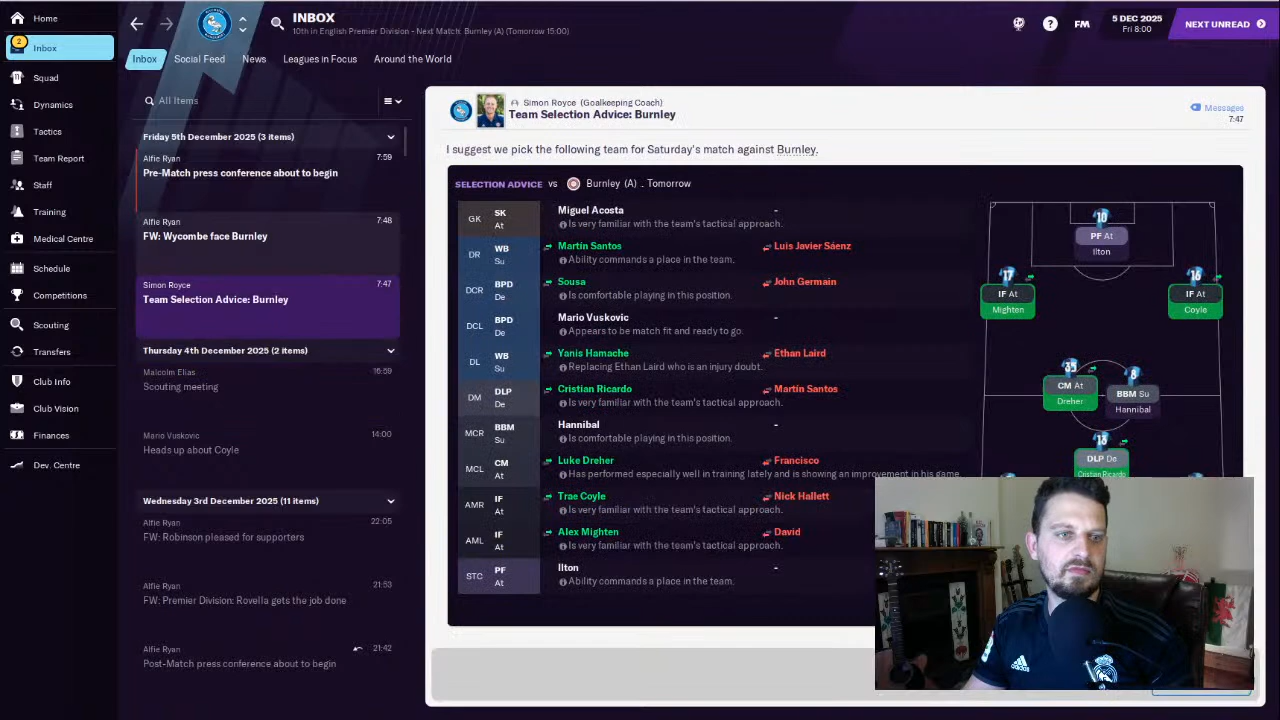 Home
Inbox
2
Squad
Dynamics
Tactics
Team Report
Staff
Training
Medical Centre
Schedule
Competitions
Scouting
Transfers
Club Info
Club Vision
Finances
Dev. Centre
INBOX
10th in English Premier Division - Next Match: Burnley (A) (Tomorrow 15:00)
FM
5 DEC 2025
Fri 8:00
NEXT UNREAD
Inbox
Social Feed
News
Leagues in Focus
Around the World
All Items
Friday 5th December 2025 (3 items)
Alfie Ryan
7:59
Pre-Match press conference about to begin
Alfie Ryan
7:48
FW: Wycombe face Burnley
Simon Royce
7:47
Team Selection Advice: Burnley
Thursday 4th December 2025 (2 items)
Malcolm Elias
16:59
Scouting meeting
Mario Vuskovic
14:00
Heads up about Coyle
Wednesday 3rd December 2025 (11 items)
Alfie Ryan
22:05
FW: Robinson pleased for supporters
Alfie Ryan
21:53
FW: Premier Division: Rovella gets the job done
Alfie Ryan
21:42
Post-Match press conference about to begin
Simon Royce (Goalkeeping Coach)
Team Selection Advice: Burnley
Messages
7:47
I suggest we pick the following team for Saturday's match against Burnley.
SELECTION ADVICE vs Burnley (A) . Tomorrow
GK SK At Miguel Acosta -
Is very familiar with the team's tactical approach.
DR WB Su Martín Santos Luis Javier Sáenz
Ability commands a place in the team.
DCR BPD De Sousa John Germain
Is comfortable playing in this position.
DCL BPD De Mario Vuskovic -
Appears to be match fit and ready to go.
DL WB Su Yanis Hamache Ethan Laird
Replacing Ethan Laird who is an injury doubt.
DM DLP De Cristian Ricardo Martín Santos
Is very familiar with the team's tactical approach.
MCR BBM Su Hannibal -
Is comfortable playing in this position.
MCL CM At Luke Dreher Francisco
Has performed especially well in training lately and is showing an improvement in his game.
AMR IF At Trae Coyle Nick Hallett
Is very familiar with the team's tactical approach.
AML IF At Alex Mighten David
Is very familiar with the team's tactical approach.
STC PF At Ilton -
Ability commands a place in the team.
10
PF At
Ilton
17
IF At
Mighten
16
IF At
Coyle
35
CM At
Dreher
8
BBM Su
Hannibal
13
DLP De
Cristian Ricardo